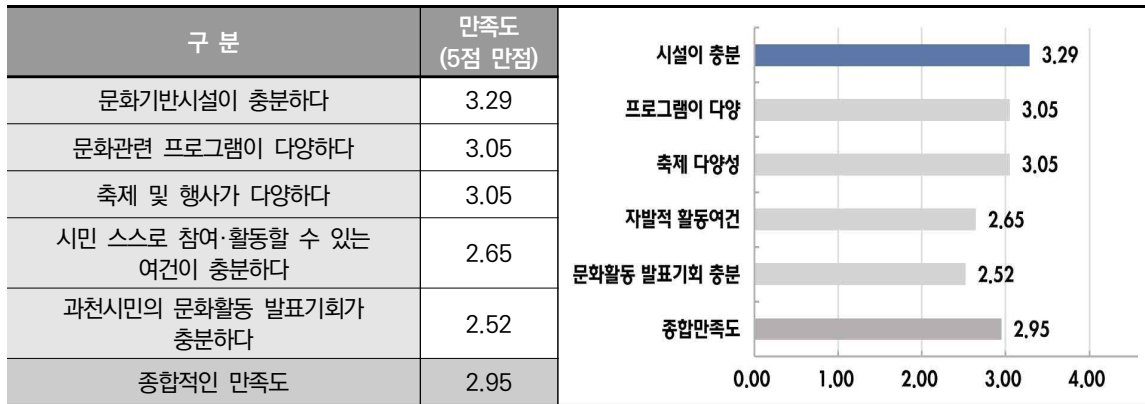 구 분
만족도
(5점 만점)
문화기반시설이 충분하다
3.29
문화관련 프로그램이 다양하다
3.05
축제 및 행사가 다양하다
3.05
시민 스스로 참여·활동할 수 있는
여건이 충분하다
2.65
과천시민의 문화활동 발표기회가
충분하다
2.52
종합적인 만족도
2.95
시설이 충분
3.29
프로그램이 다양
3.05
축제 다양성
3.05
자발적 활동여건
2.65
문화활동 발표기회 충분
2.52
종합만족도
2.95
0.00 1.00 2.00 3.00 4.00